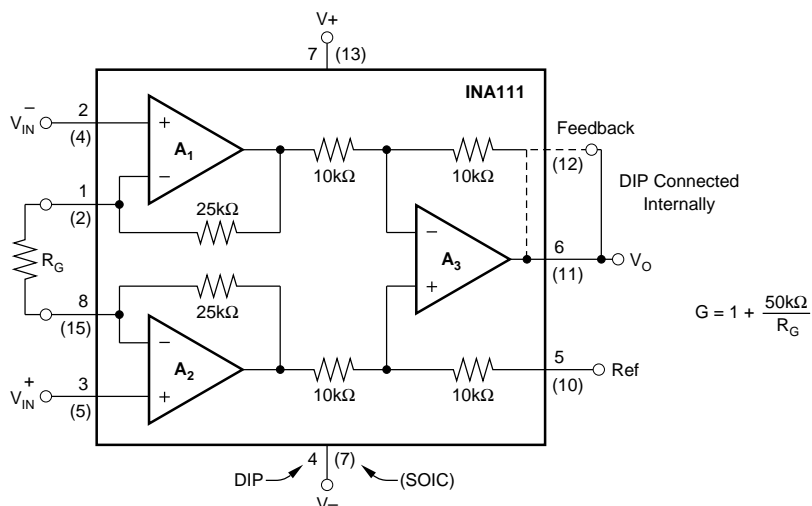 V+
7 (13)
INA111
V⁻IN
2
(4)
+
A1
−
10kΩ
10kΩ
Feedback
(12)
DIP Connected
Internally
1
(2)
25kΩ
RG
−
A3
+
6
(11)
VO
G = 1 + 50kΩ
RG
8
(15)
25kΩ
−
A2
+
V⁺IN
3
(5)
10kΩ
10kΩ
5
(10)
Ref
DIP
4 (7)
(SOIC)
V−